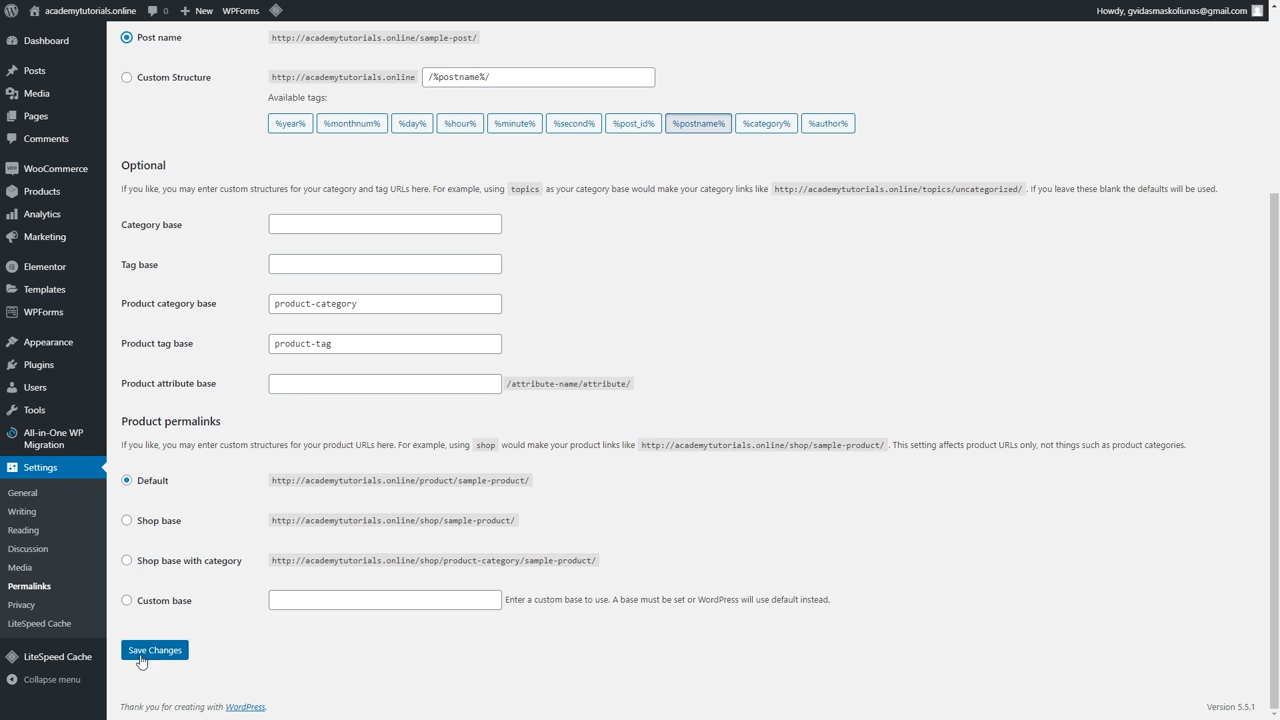 academytutorials.online 5 0 New WPForms Howdy, gvidasmaskoliunas@gmail.com
Dashboard
Posts
Media
Pages
Comments
WooCommerce
Products
Analytics
Marketing
Elementor
Templates
WPForms
Appearance
Plugins
Users
Tools
All-in-One WP
Migration
Settings
General
Writing
Reading
Discussion
Media
Permalinks
Privacy
LiteSpeed Cache
LiteSpeed Cache
Collapse menu
Post name http://academytutorials.online/sample-post/
Custom Structure http://academytutorials.online /%postname%/
Available tags:
%year% %monthnum% %day% %hour% %minute% %second% %post_id% %postname% %category% %author%
Optional
If you like, you may enter custom structures for your category and tag URLs here. For example, using topics as your category base would make your category links like http://academytutorials.online/topics/uncategorized/ . If you leave these blank the defaults will be used.
Category base
Tag base
Product category base product-category
Product tag base product-tag
Product attribute base /attribute-name/attribute/
Product permalinks
If you like, you may enter custom structures for your product URLs here. For example, using shop would make your product links like http://academytutorials.online/shop/sample-product/ . This setting affects product URLs only, not things such as product categories.
Default http://academytutorials.online/product/sample-product/
Shop base http://academytutorials.online/shop/sample-product/
Shop base with category http://academytutorials.online/shop/product-category/sample-product/
Custom base Enter a custom base to use. A base must be set or WordPress will use default instead.
Save Changes
Thank you for creating with WordPress. Version 5.5.1